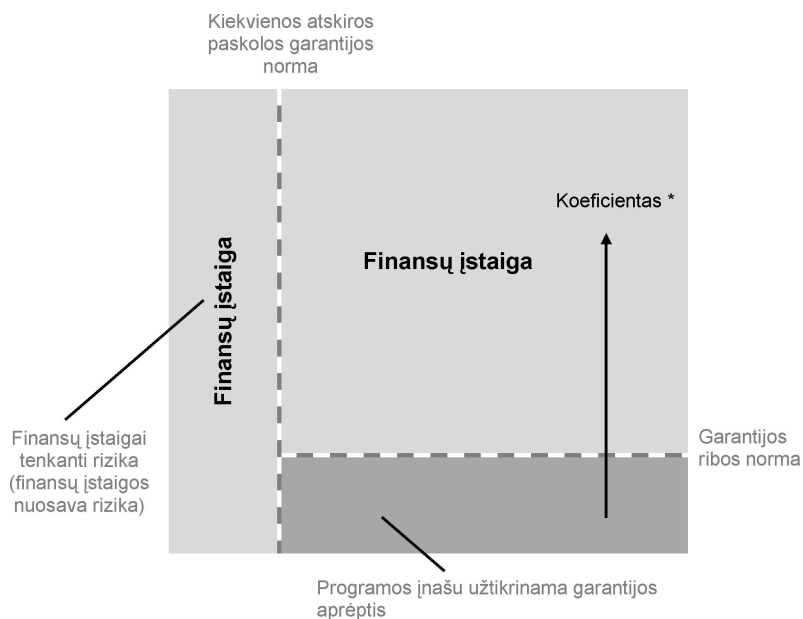 Kiekvienos atskiros
paskolos garantijos
norma
Koeficientas *
Finansų įstaiga
Finansų įstaiga
Finansų įstaigai
tenkanti rizika
(finansų įstaigos
nuosava rizika)
Garantijos
ribos norma
Programos įnašu užtikrinama garantijos
aprėptis